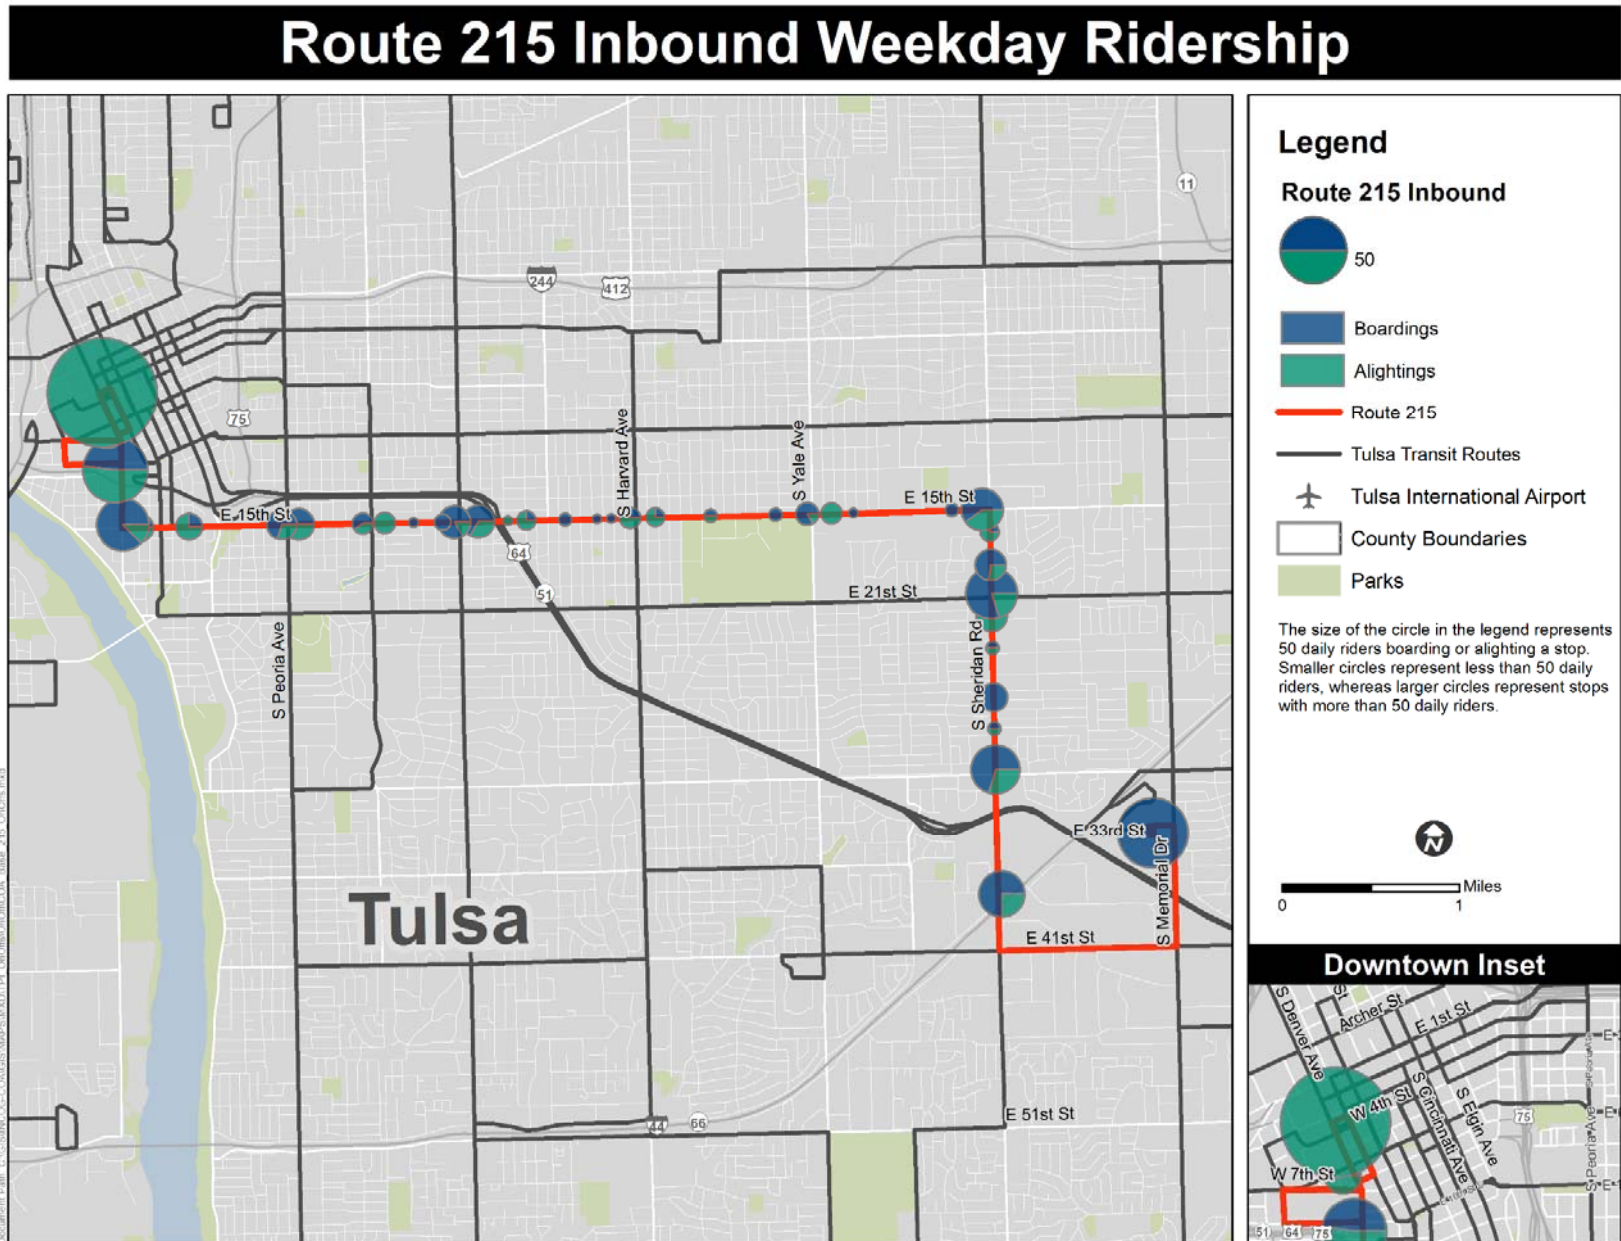 Route 215 Inbound Weekday Ridership
11
244
412
75
S Harvard Ave
S Yale Ave
E 15th St
E 15th St
64
51
E 21st St
S Peoria Ave
S Sheridan Rd
E 33rd St
S Memorial Dr
Tulsa
E 41st St
E 51st St
44
66
Legend
Route 215 Inbound
50
Boardings
Alightings
Route 215
Tulsa Transit Routes
Tulsa International Airport
County Boundaries
Parks
The size of the circle in the legend represents
50 daily riders boarding or alighting a stop.
Smaller circles represent less than 50 daily
riders, whereas larger circles represent stops
with more than 50 daily riders.
N
Miles
0 1
Downtown Inset
S Denver Ave
St
Archer St
E 1st St
W 4th St
S Cincinnati Ave
S Elgin Ave
75
S Peoria Ave
W 7th St
51 64 75